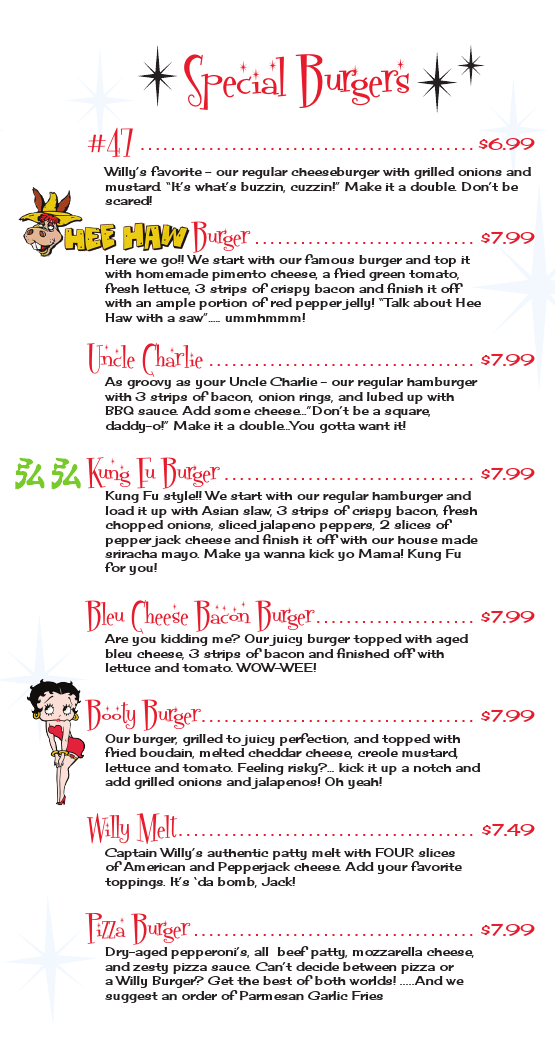 Special Burgers
#47 ............................................ $6.99
Willy's favorite - our regular cheeseburger with grilled onions and
mustard. "It's what's buzzin, cuzzin!" Make it a double. Don't be
scared!
HEE HAW Burger ............................. $7.99
Here we go!! We start with our famous burger and top it
with homemade pimento cheese, a fried green tomato,
fresh lettuce, 3 strips of crispy bacon and finish it off
with an ample portion of red pepper jelly! "Talk about Hee
Haw with a saw"..... ummhmmm!
Uncle Charlie ................................... $7.99
As groovy as your Uncle Charlie - our regular hamburger
with 3 strips of bacon, onion rings, and lubed up with
BBQ sauce. Add some cheese..."Don't be a square,
daddy-o!" Make it a double...You gotta want it!
弘 弘 Kung Fu Burger ................................. $7.99
Kung Fu style!! We start with our regular hamburger and
load it up with Asian slaw, 3 strips of crispy bacon, fresh
chopped onions, sliced jalapeno peppers, 2 slices of
pepper jack cheese and finish it off with our house made
sriracha mayo. Make ya wanna kick yo Mama! Kung Fu
for you!
Bleu Cheese Bacon Burger..................... $7.99
Are you kidding me? Our juicy burger topped with aged
bleu cheese, 3 strips of bacon and finished off with
lettuce and tomato. WOW-WEE!
Booty Burger.................................... $7.99
Our burger, grilled to juicy perfection, and topped with
fried boudain, melted cheddar cheese, creole mustard,
lettuce and tomato. Feeling risky?... kick it up a notch and
add grilled onions and jalapenos! Oh yeah!
Willy Melt....................................... $7.49
Captain Willy's authentic patty melt with FOUR slices
of American and Pepperjack cheese. Add your favorite
toppings. It's 'da bomb, Jack!
Pizza Burger ..................................... $7.99
Dry-aged pepperoni's, all beef patty, mozzarella cheese,
and zesty pizza sauce. Can't decide between pizza or
a Willy Burger? Get the best of both worlds! .....And we
suggest an order of Parmesan Garlic Fries